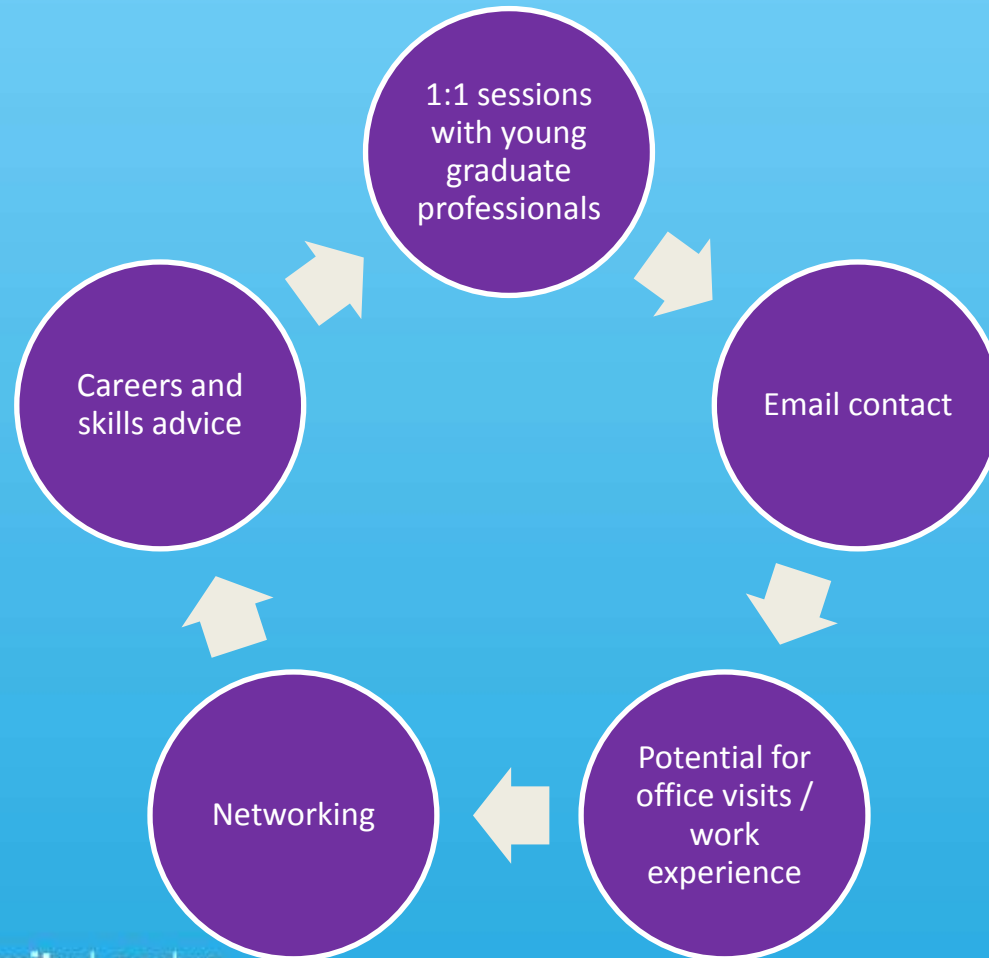 1:1 sessions
with young
graduate
professionals
Email contact
Potential for
office visits /
work
experience
Networking
Careers and
skills advice